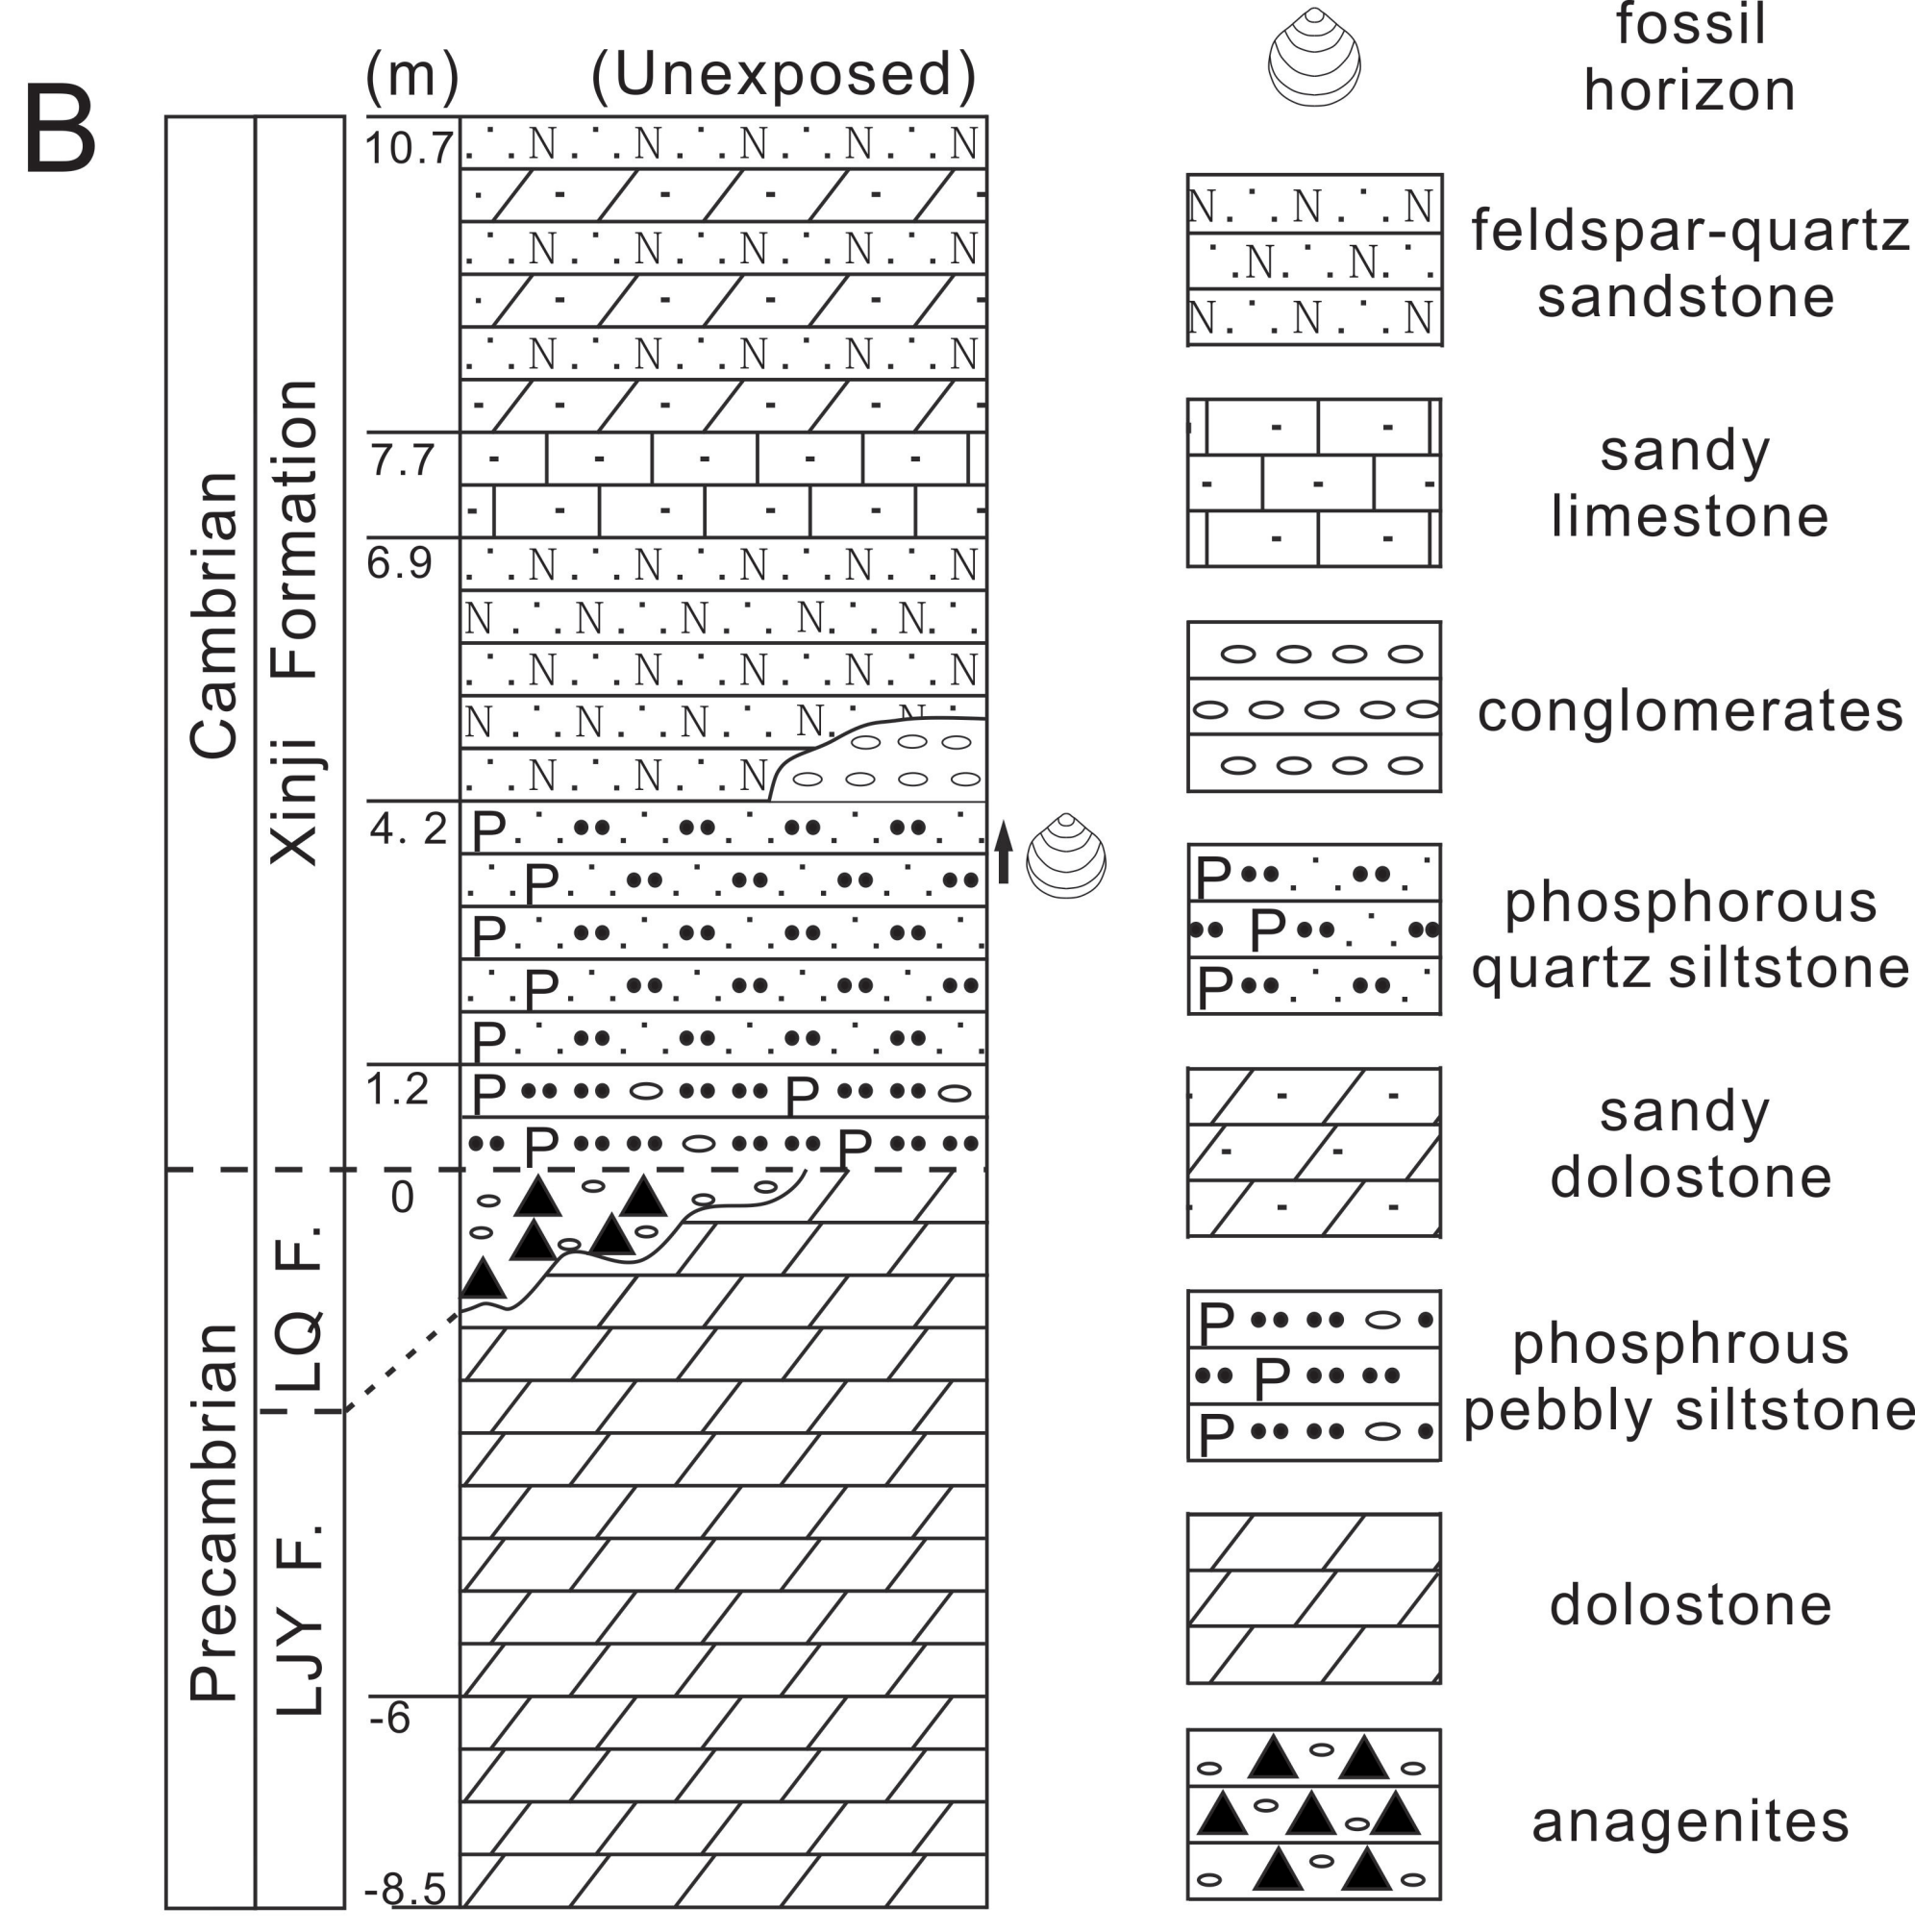 B
(m)
(Unexposed)
10.7
7.7
6.9
4.2
1.2
0
-6
-8.5
Cambrian
Precambrian
Xinji Formation
LQ F.
LJY F.
N N N N N
N N N N N
N N N N N
N N N N N
N N N N N
N N N N N
N N N N N
N N N
P
P
P
P
P
P P
P P
fossil
horizon
N N N
N N
N N N
feldspar-quartz
sandstone
sandy
limestone
conglomerates
P
P
P
phosphorous
quartz siltstone
sandy
dolostone
P
P
P
phosphrous
pebbly siltstone
dolostone
anagenites